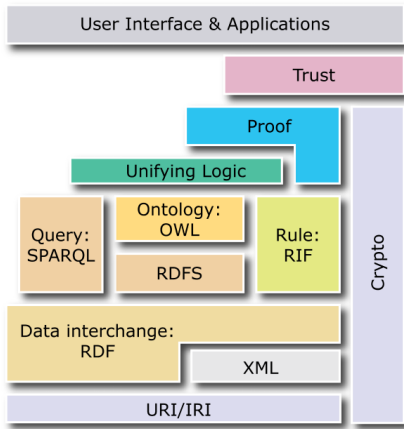 User Interface & Applications
Trust
Proof
Unifying Logic
Ontology:
OWL
Query:
SPARQL
Rule:
RIF
RDFS
Crypto
Data interchange:
RDF
XML
URI/IRI